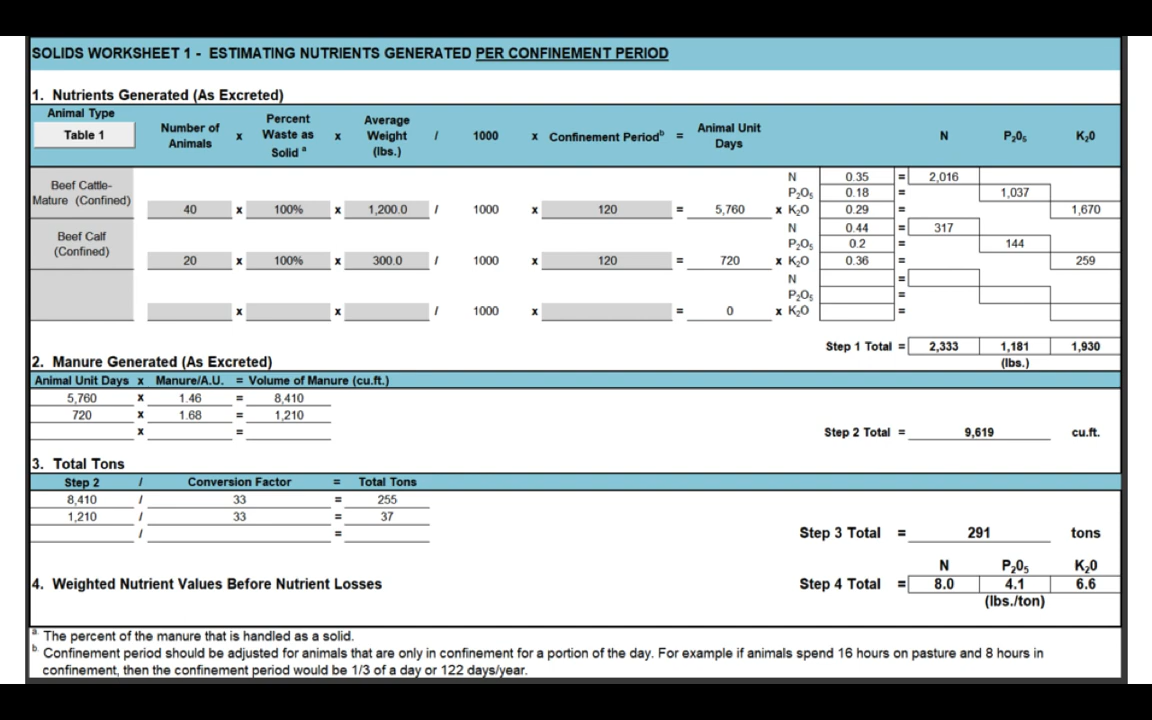 SOLIDS WORKSHEET 1 - ESTIMATING NUTRIENTS GENERATED PER CONFINEMENT PERIOD
1. Nutrients Generated (As Excreted)
Animal Type
Table 1
Number of Animals x Percent Waste as Solid a x Average Weight (lbs.) / 1000 x Confinement Period b = Animal Unit Days N P₂0₅ K₂0
Beef Cattle-
Mature (Confined)
N 0.35 = 2,016
P₂O₅ 0.18 = 1,037
40 x 100% x 1,200.0 / 1000 x 120 = 5,760 x K₂O 0.29 = 1,670
Beef Calf
(Confined)
N 0.44 = 317
P₂O₅ 0.2 = 144
20 x 100% x 300.0 / 1000 x 120 = 720 x K₂O 0.36 = 259
N =
P₂O₅ =
x x / 1000 x = 0 x K₂O =
Step 1 Total = 2,333 1,181 1,930
(lbs.)
2. Manure Generated (As Excreted)
Animal Unit Days x Manure/A.U. = Volume of Manure (cu.ft.)
5,760 x 1.46 = 8,410
720 x 1.68 = 1,210
x =
Step 2 Total = 9,619 cu.ft.
3. Total Tons
Step 2 / Conversion Factor = Total Tons
8,410 / 33 = 255
1,210 / 33 = 37
/ =
Step 3 Total = 291 tons
N P₂0₅ K₂0
4. Weighted Nutrient Values Before Nutrient Losses Step 4 Total = 8.0 4.1 6.6
(lbs./ton)
a. The percent of the manure that is handled as a solid.
b. Confinement period should be adjusted for animals that are only in confinement for a portion of the day. For example if animals spend 16 hours on pasture and 8 hours in
confinement, then the confinement period would be 1/3 of a day or 122 days/year.